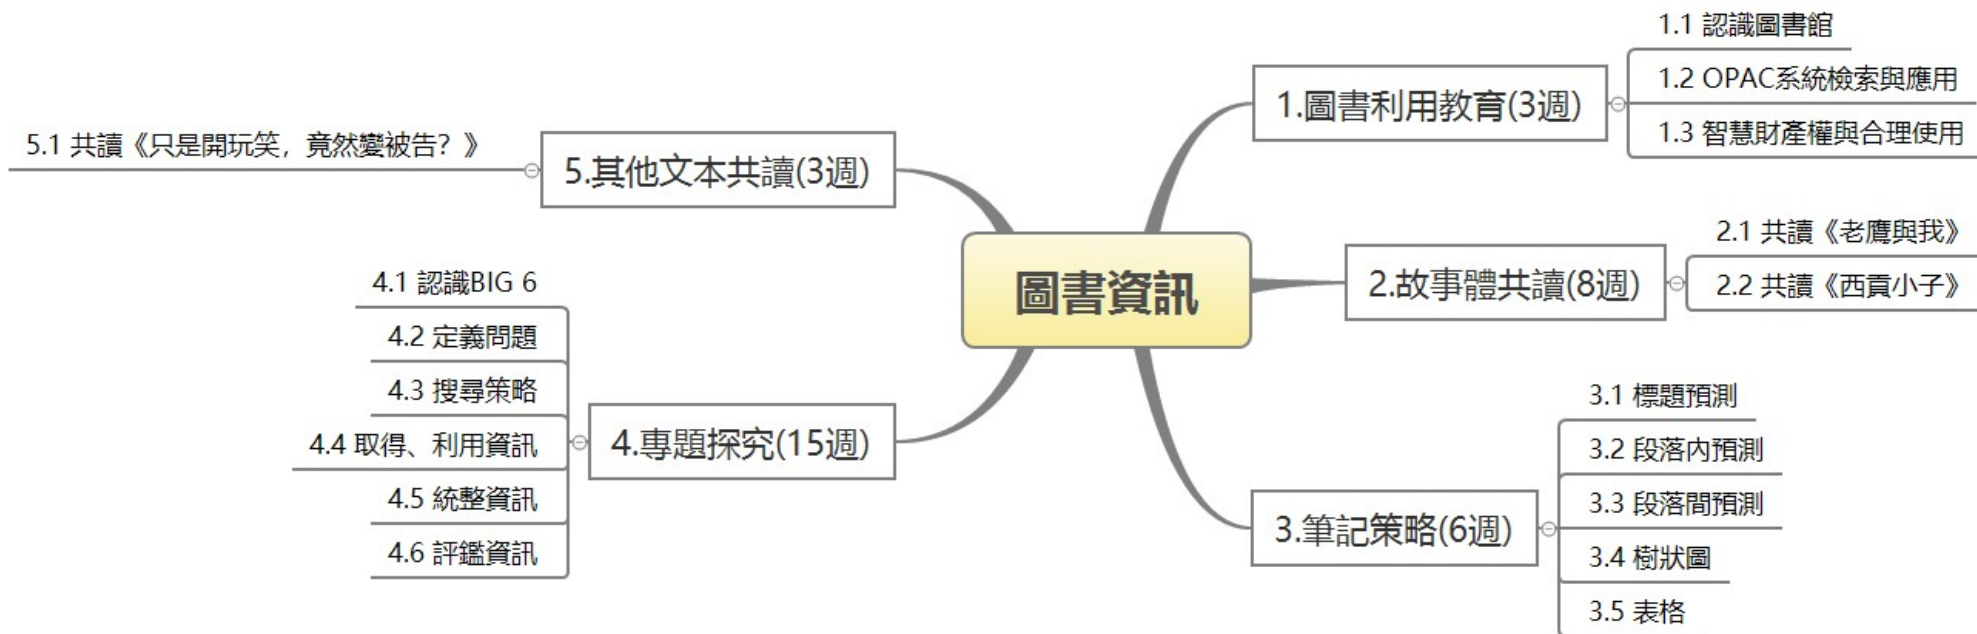 圖書資訊
1.圖書利用教育(3週)
1.1 認識圖書館
1.2 OPAC系統檢索與應用
1.3 智慧財產權與合理使用
2.故事體共讀(8週)
2.1 共讀《老鷹與我》
2.2 共讀《西貢小子》
3.筆記策略(6週)
3.1 標題預測
3.2 段落內預測
3.3 段落間預測
3.4 樹狀圖
3.5 表格
4.專題探究(15週)
4.1 認識BIG 6
4.2 定義問題
4.3 搜尋策略
4.4 取得、利用資訊
4.5 統整資訊
4.6 評鑑資訊
5.其他文本共讀(3週)
5.1 共讀《只是開玩笑，竟然變被告？》